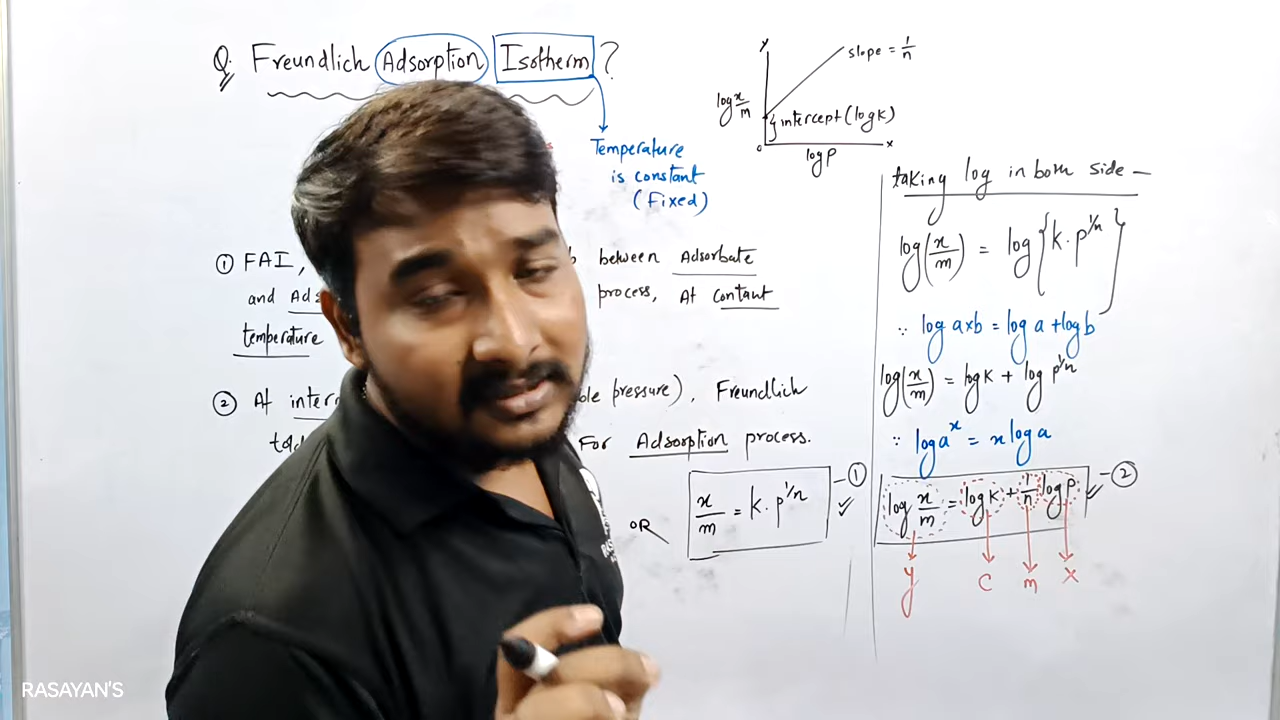 Q. Freundlich Adsorption Isotherm ?
Temperature
is constant
(Fixed)
① FAI, between Adsorbate
and Ads process, At Contant
temperature
② At pressure), Freundlich
For Adsorption process.
OR x/m = k. p^1/n - ①
y
slope = 1/n
log x/m
intercept (log k)
o log P x
taking log in both side -
log(x/m) = log { k. p^1/n }
∵ log a×b = log a + log b
log(x/m) = log k + log p^1/n
∵ log a^x = x log a
log x/m = log k + 1/n log P - ②
y c m x
RASAYAN'S